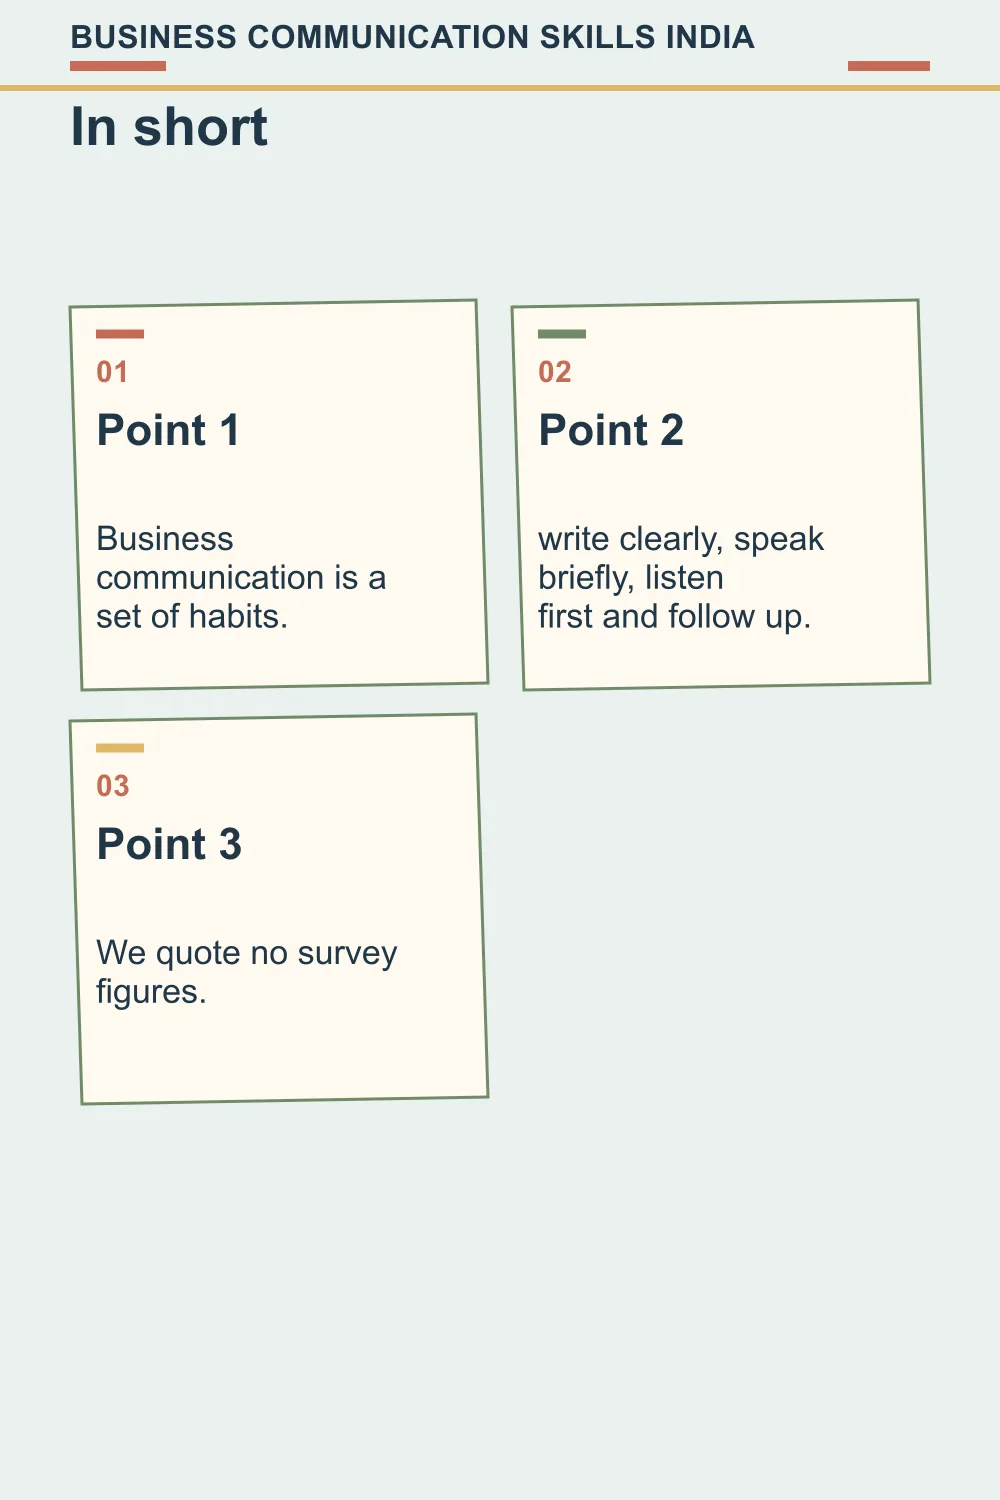 BUSINESS COMMUNICATION SKILLS INDIA
In short
01
Point 1
Business
communication is a
set of habits.
02
Point 2
write clearly, speak
briefly, listen
first and follow up.
03
Point 3
We quote no survey
figures.